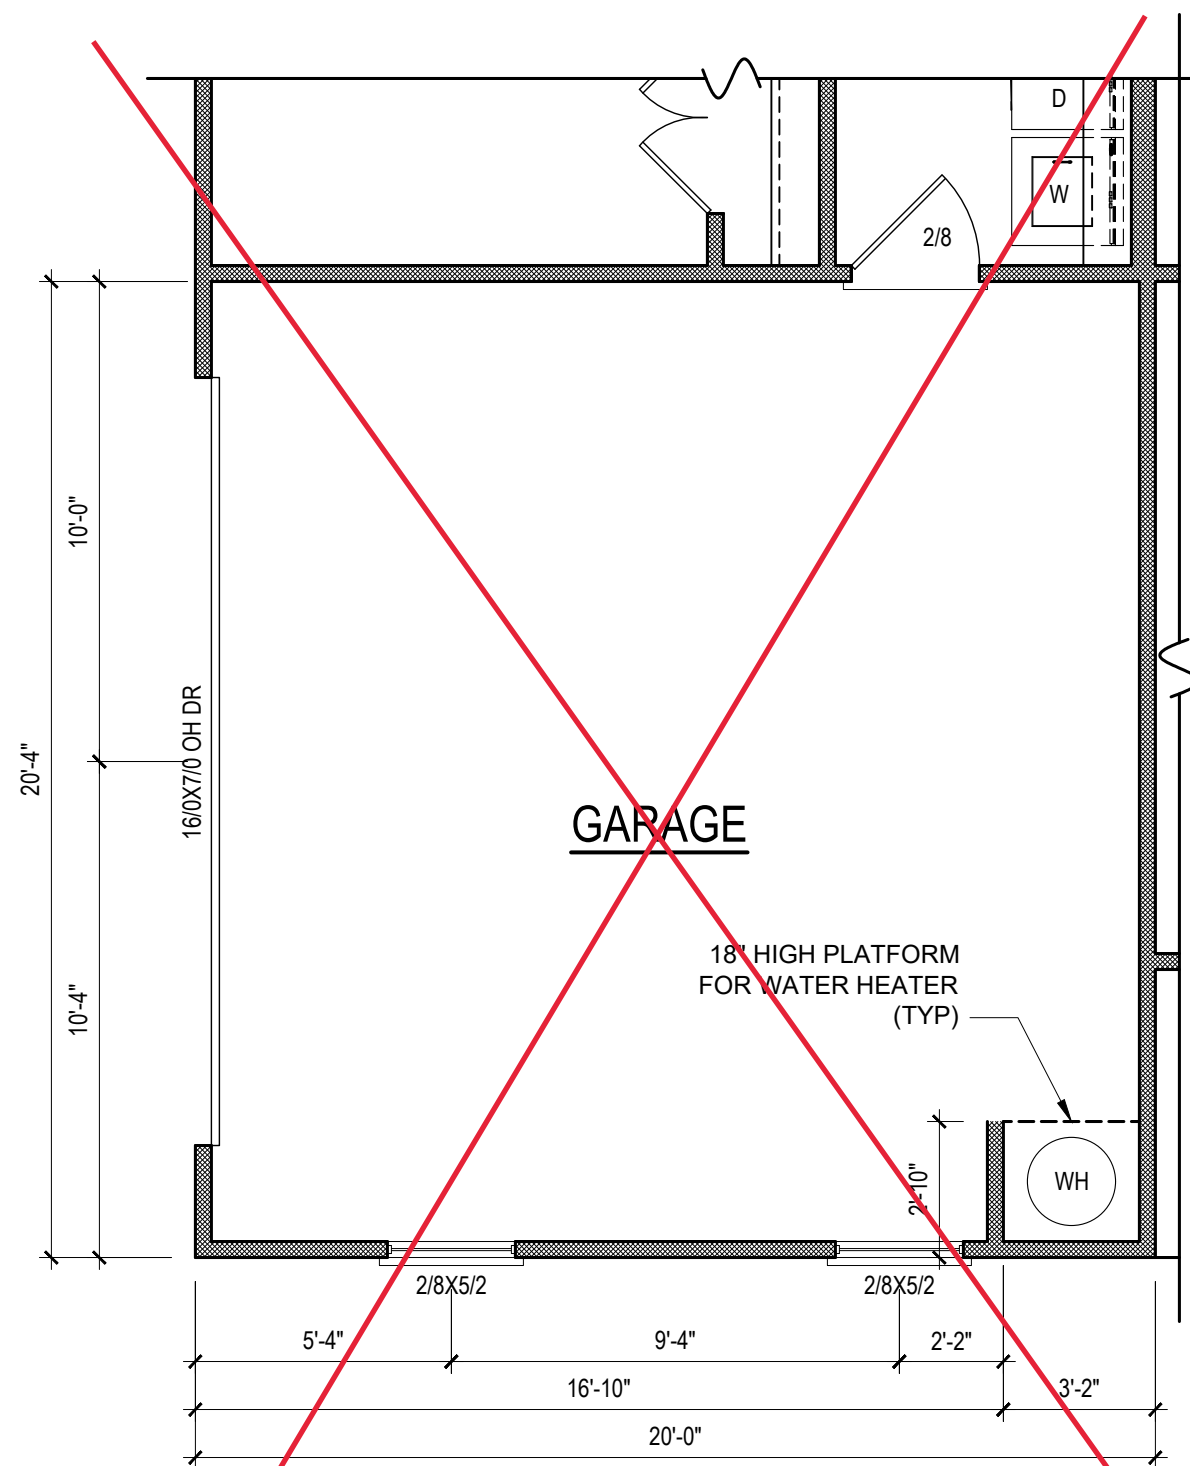 D
W
2/8
10'-0"
20'-4"
16/0X7/0 OH DR
GARAGE
18" HIGH PLATFORM
FOR WATER HEATER
(TYP)
10'-4"
2'-10"
WH
2/8X5/2
2/8X5/2
5'-4"
9'-4"
2'-2"
16'-10"
3'-2"
20'-0"